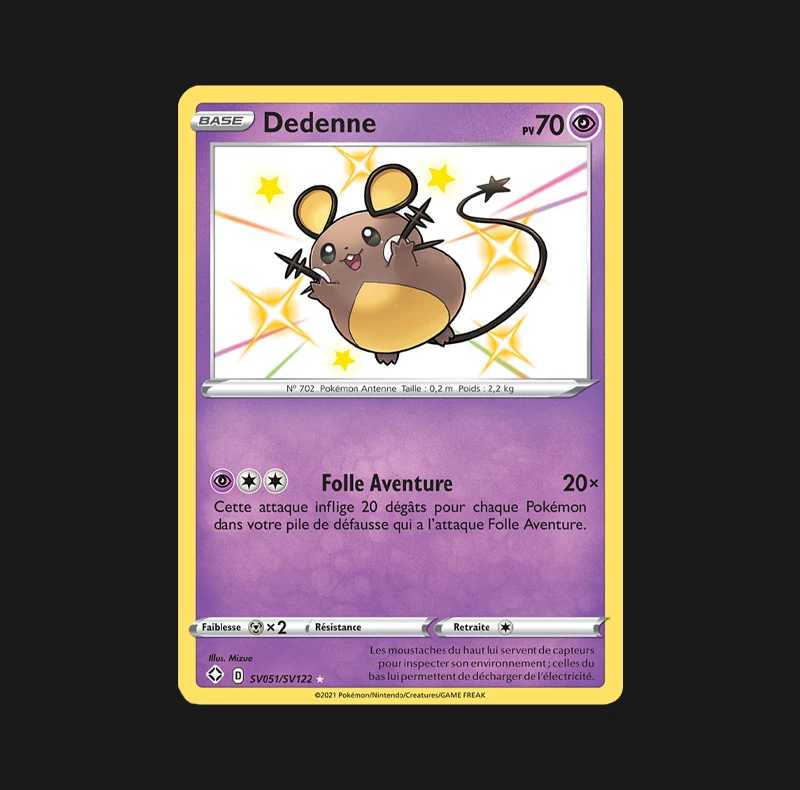 BASE Dedenne PV70
Nº 702 Pokémon Antenne Taille : 0,2 m Poids : 2,2 kg
Folle Aventure 20×
Cette attaque inflige 20 dégâts pour chaque Pokémon
dans votre pile de défausse qui a l'attaque Folle Aventure.
Faiblesse ×2 Résistance Retraite
Illus. Mizue
D SV051/SV122
Les moustaches du haut lui servent de capteurs
pour inspecter son environnement ; celles du
bas lui permettent de décharger de l'électricité.
©2021 Pokémon/Nintendo/Creatures/GAME FREAK